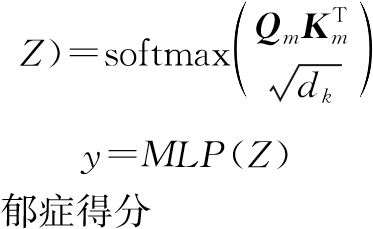 Z)=softmax(Q_m K_m^T / √d_k)
y=MLP(Z)
郁症得分